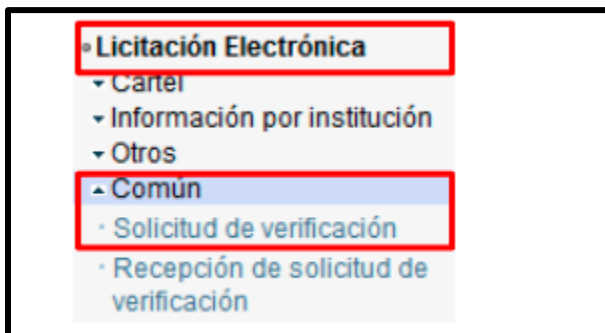 Licitación Electrónica
Cartel
Información por institución
Otros
Común
Solicitud de verificación
Recepción de solicitud de
verificación